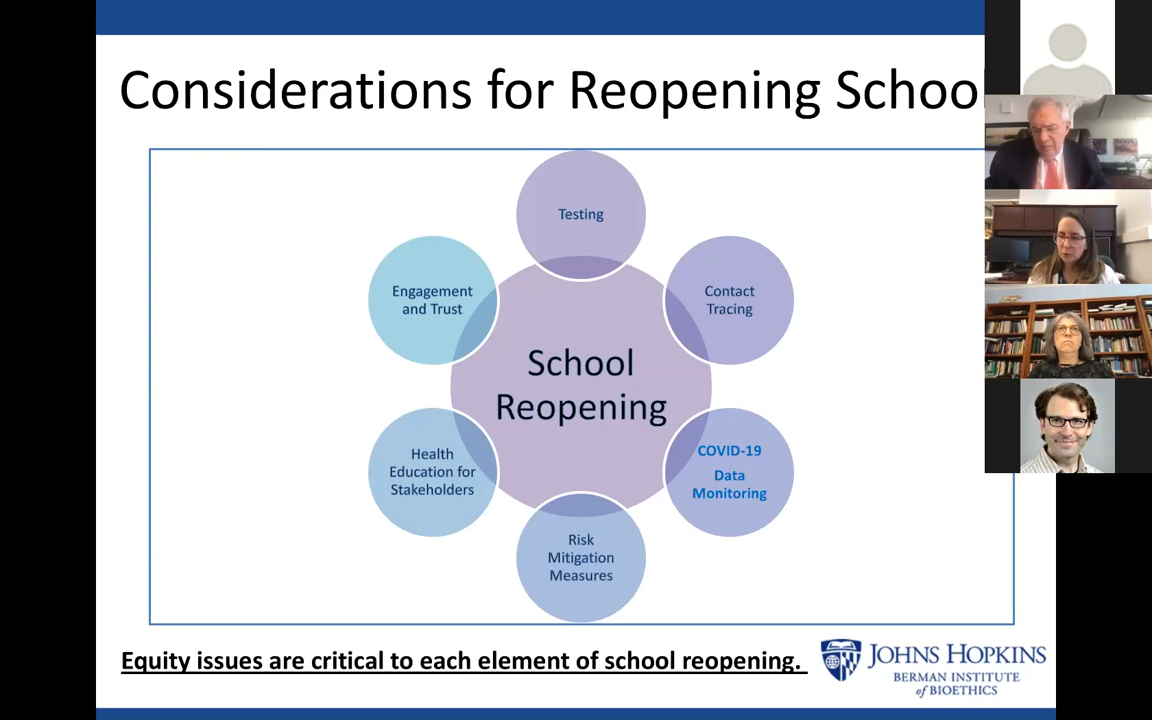 Considerations for Reopening School
Testing
Engagement
and Trust
Contact
Tracing
School
Reopening
Health
Education for
Stakeholders
COVID-19
Data
Monitoring
Risk
Mitigation
Measures
Equity issues are critical to each element of school reopening.
JOHNS HOPKINS
BERMAN INSTITUTE
of BIOETHICS